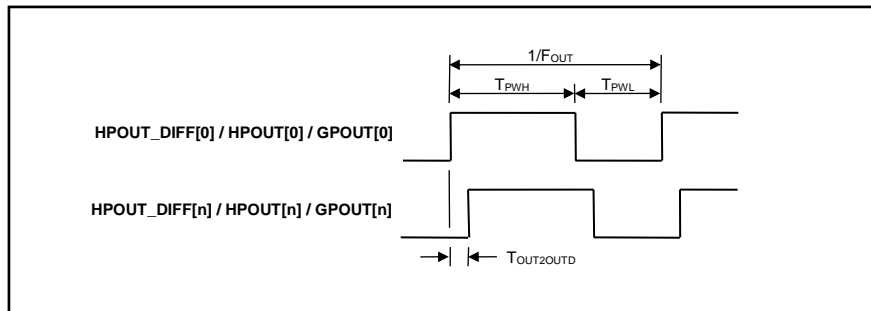 1/FOUT
TPWH
TPWL
HPOUT_DIFF[0] / HPOUT[0] / GPOUT[0]
HPOUT_DIFF[n] / HPOUT[n] / GPOUT[n]
TOUT2OUTD